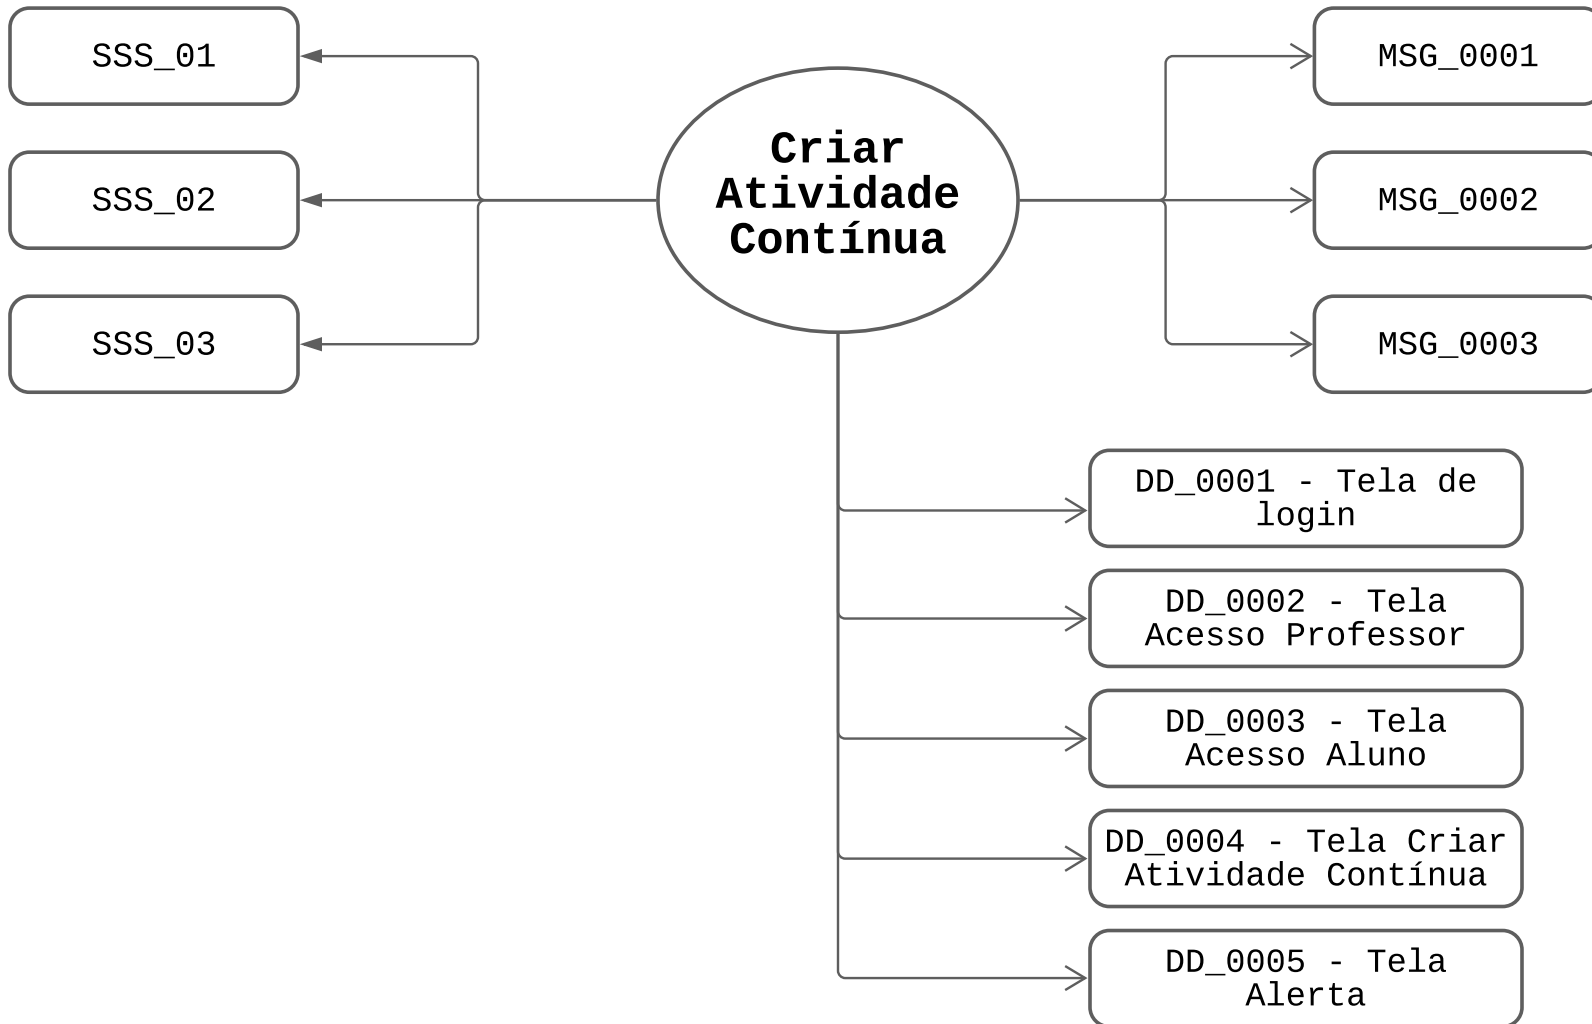 SSS_01
SSS_02
SSS_03
Criar
Atividade
Contínua
MSG_0001
MSG_0002
MSG_0003
DD_0001 - Tela de
login
DD_0002 - Tela
Acesso Professor
DD_0003 - Tela
Acesso Aluno
DD_0004 - Tela Criar
Atividade Contínua
DD_0005 - Tela
Alerta